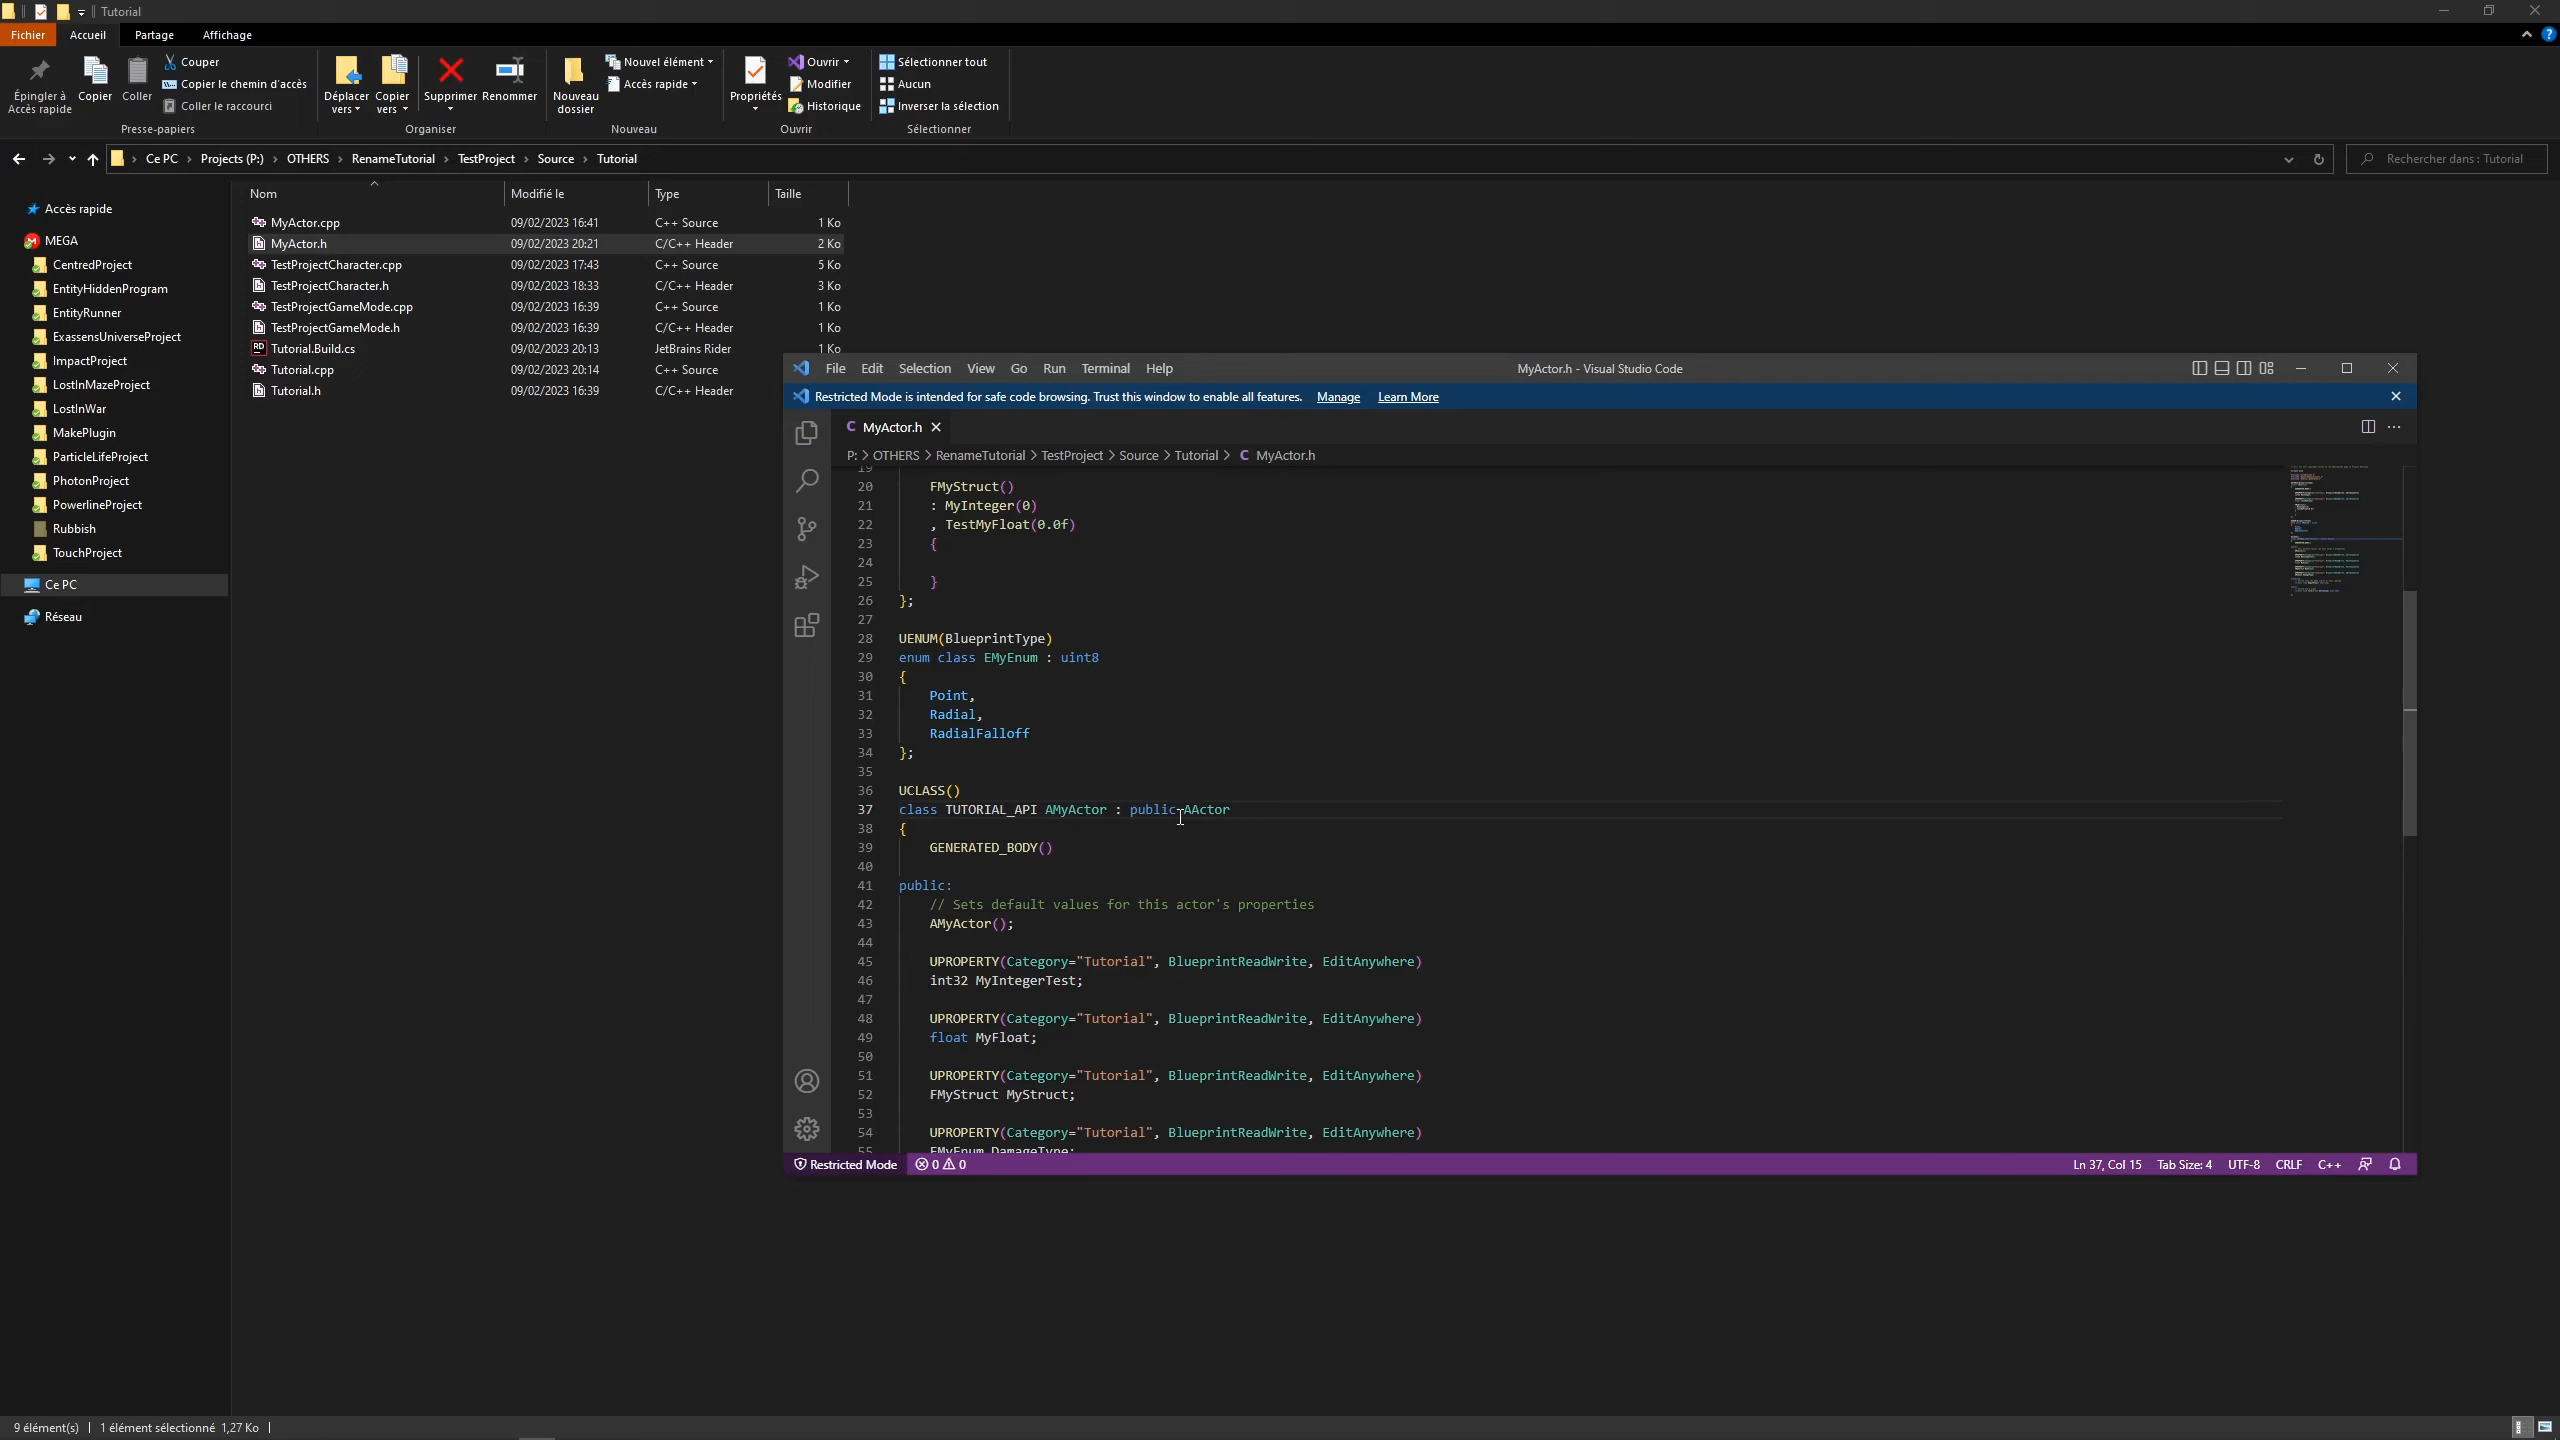 Tutorial
Fichier Accueil Partage Affichage
Épingler à Accès rapide
Copier
Coller
Couper
Copier le chemin d'accès
Coller le raccourci
Presse-papiers
Déplacer vers
Copier vers
Supprimer
Renommer
Organiser
Nouveau dossier
Nouvel élément
Accès rapide
Nouveau
Propriétés
Ouvrir
Modifier
Historique
Ouvrir
Sélectionner tout
Aucun
Inverser la sélection
Sélectionner
Ce PC > Projects (P:) > OTHERS > RenameTutorial > TestProject > Source > Tutorial
Rechercher dans : Tutorial
Accès rapide
MEGA
CentredProject
EntityHiddenProgram
EntityRunner
ExassensUniverseProject
ImpactProject
LostInMazeProject
LostInWar
MakePlugin
ParticleLifeProject
PhotonProject
PowerlineProject
Rubbish
TouchProject
Ce PC
Réseau
Nom Modifié le Type Taille
MyActor.cpp 09/02/2023 16:41 C++ Source 1 Ko
MyActor.h 09/02/2023 20:21 C/C++ Header 2 Ko
TestProjectCharacter.cpp 09/02/2023 17:43 C++ Source 5 Ko
TestProjectCharacter.h 09/02/2023 18:33 C/C++ Header 3 Ko
TestProjectGameMode.cpp 09/02/2023 16:39 C++ Source 1 Ko
TestProjectGameMode.h 09/02/2023 16:39 C/C++ Header 1 Ko
Tutorial.Build.cs 09/02/2023 20:13 JetBrains Rider 1 Ko
Tutorial.cpp 09/02/2023 20:14 C++ Source
Tutorial.h 09/02/2023 16:39 C/C++ Header
File Edit Selection View Go Run Terminal Help
MyActor.h - Visual Studio Code
Restricted Mode is intended for safe code browsing. Trust this window to enable all features. Manage Learn More
C MyActor.h
P: > OTHERS > RenameTutorial > TestProject > Source > Tutorial > C MyActor.h
19
20 FMyStruct()
21 : MyInteger(0)
22 , TestMyFloat(0.0f)
23 {
24
25 }
26 };
27
28 UENUM(BlueprintType)
29 enum class EMyEnum : uint8
30 {
31 Point,
32 Radial,
33 RadialFalloff
34 };
35
36 UCLASS()
37 class TUTORIAL_API AMyActor : public AActor
38 {
39 GENERATED_BODY()
40
41 public:
42 // Sets default values for this actor's properties
43 AMyActor();
44
45 UPROPERTY(Category="Tutorial", BlueprintReadWrite, EditAnywhere)
46 int32 MyIntegerTest;
47
48 UPROPERTY(Category="Tutorial", BlueprintReadWrite, EditAnywhere)
49 float MyFloat;
50
51 UPROPERTY(Category="Tutorial", BlueprintReadWrite, EditAnywhere)
52 FMyStruct MyStruct;
53
54 UPROPERTY(Category="Tutorial", BlueprintReadWrite, EditAnywhere)
55 EMyEnum DamageType;
Restricted Mode 0 0
Ln 37, Col 15 Tab Size: 4 UTF-8 CRLF C++
9 élément(s) 1 élément sélectionné 1,27 Ko